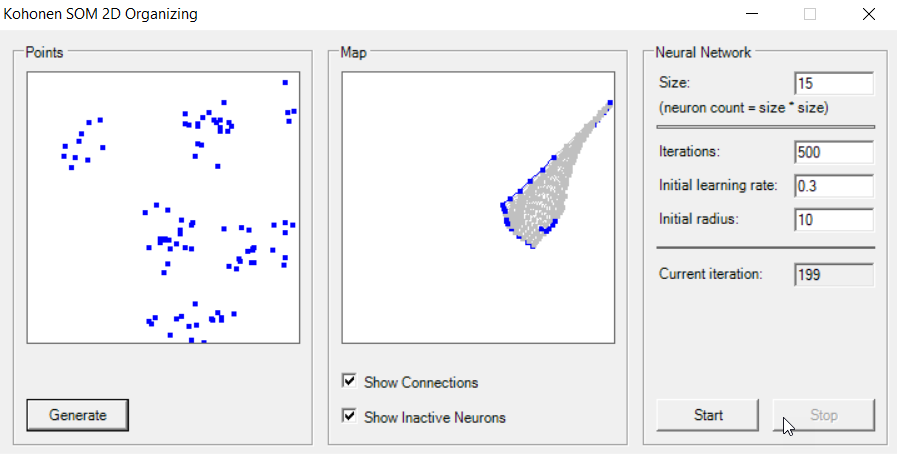 Kohonen SOM 2D Organizing
Points
Map
Neural Network
Size:
15
(neuron count = size * size)
Iterations:
500
Initial learning rate:
0.3
Initial radius:
10
Current iteration:
199
Show Connections
Show Inactive Neurons
Generate
Start
Stop